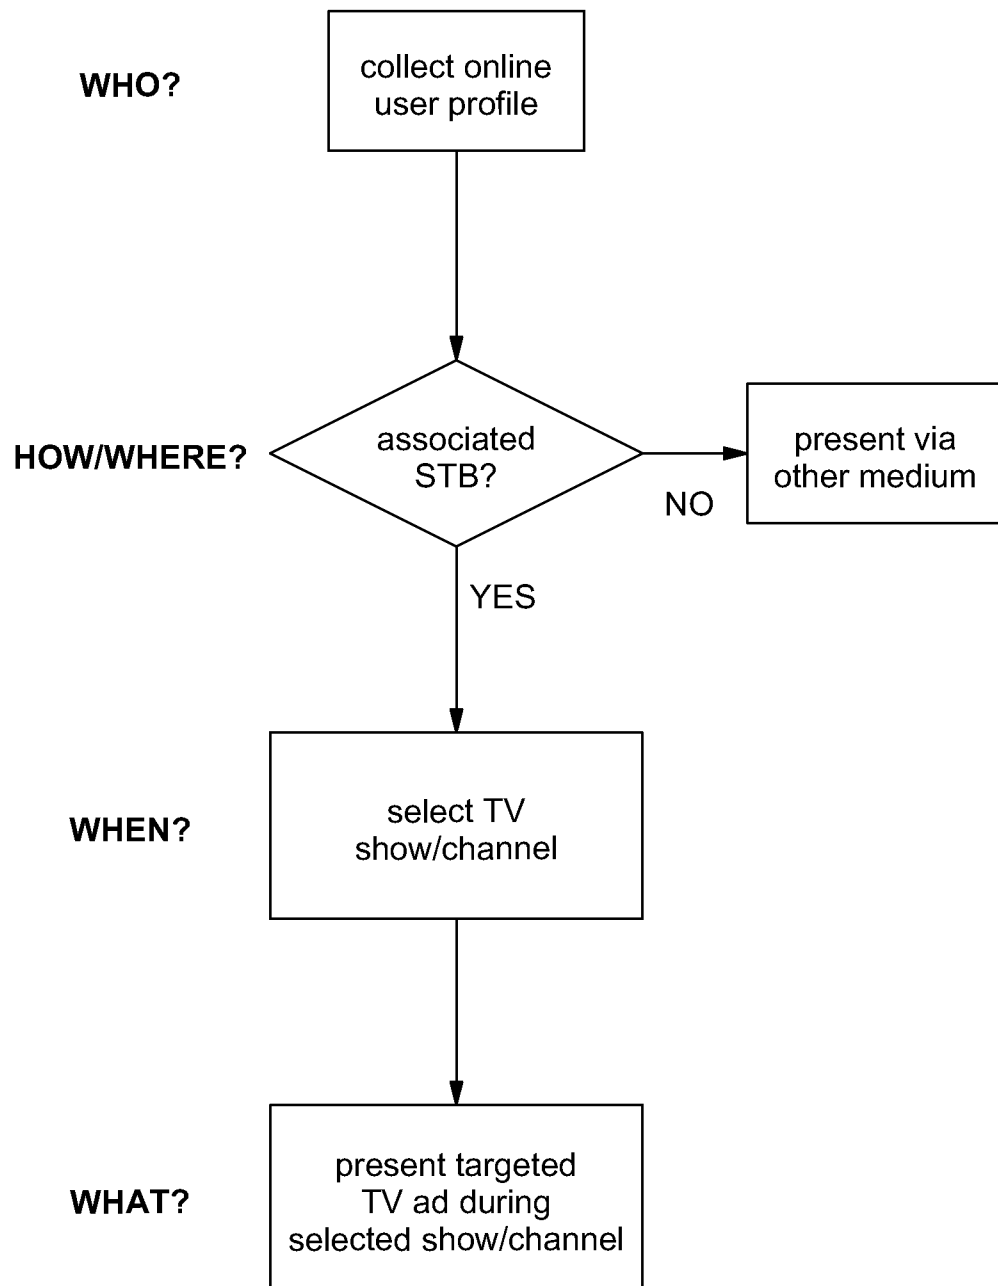 WHO?
collect online
user profile
HOW/WHERE?
associated
STB?
NO
present via
other medium
YES
WHEN?
select TV
show/channel
WHAT?
present targeted
TV ad during
selected show/channel